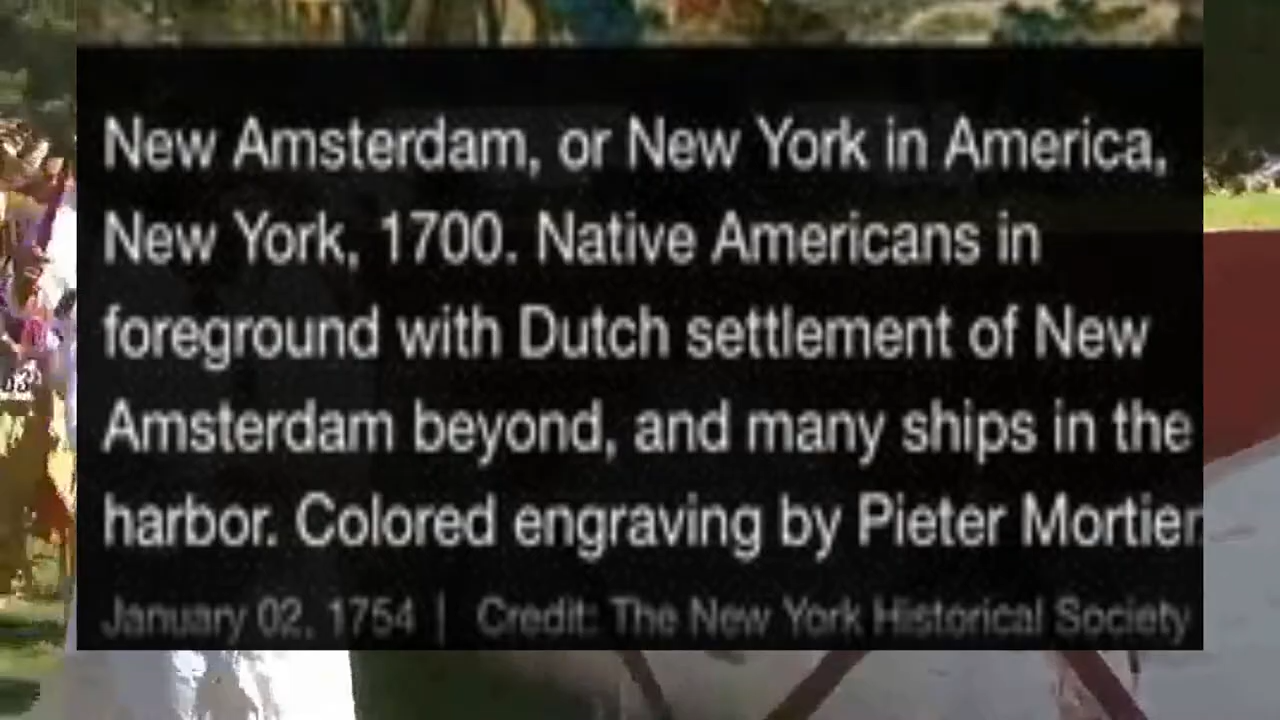 New Amsterdam, or New York in America,
New York, 1700. Native Americans in
foreground with Dutch settlement of New
Amsterdam beyond, and many ships in the
harbor. Colored engraving by Pieter Mortier.
January 02, 1754 | Credit: The New York Historical Society